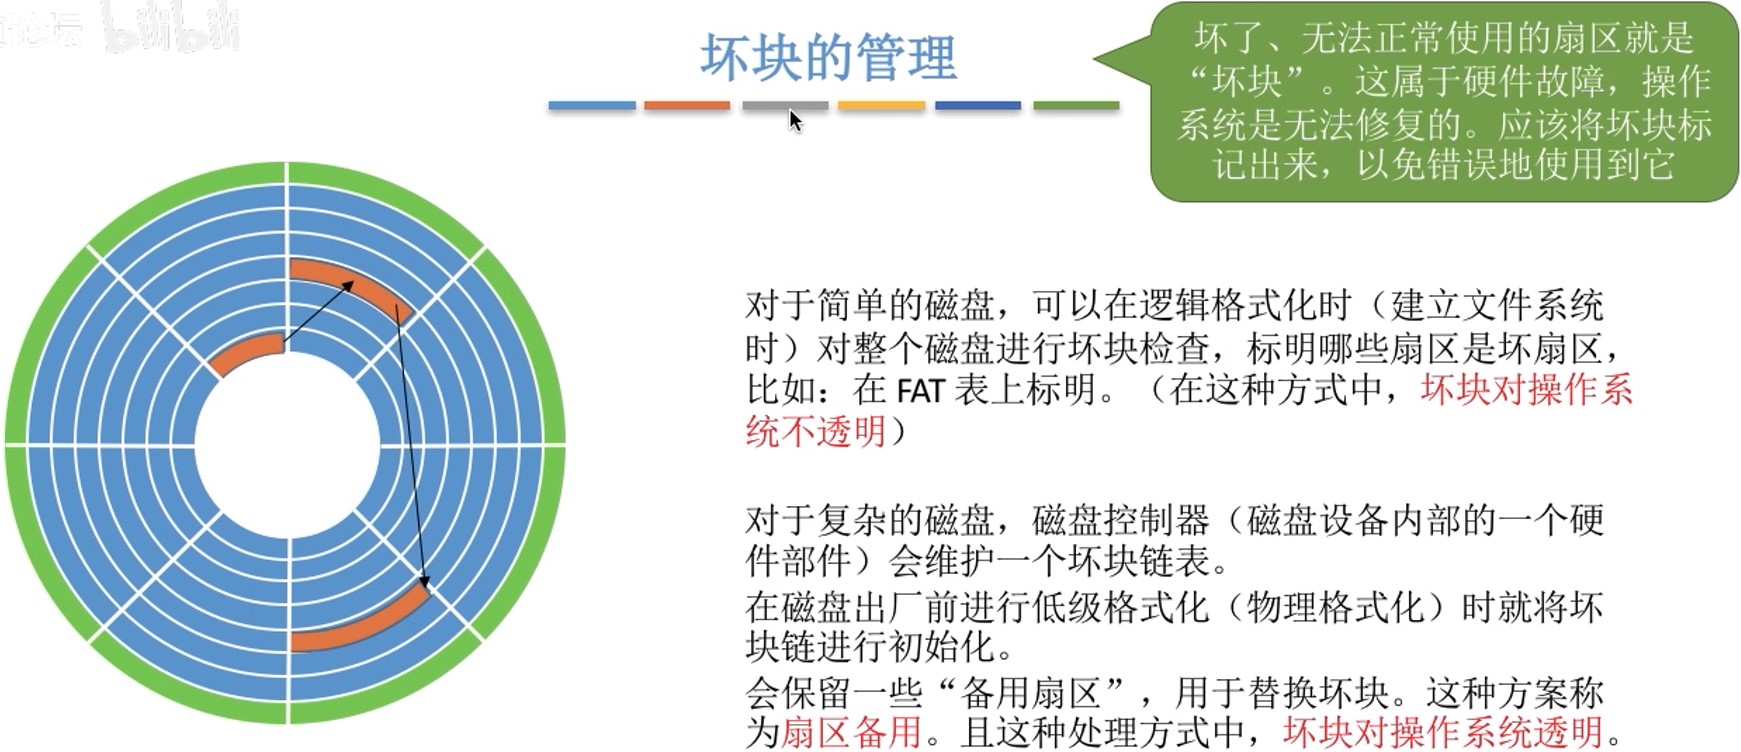 论坛 bilibili
坏块的管理
坏了、无法正常使用的扇区就是
“坏块”。这属于硬件故障，操作
系统是无法修复的。应该将坏块标
记出来，以免错误地使用到它
对于简单的磁盘，可以在逻辑格式化时（建立文件系统
时）对整个磁盘进行坏块检查，标明哪些扇区是坏扇区，
比如：在 FAT 表上标明。（在这种方式中，坏块对操作系
统不透明）
对于复杂的磁盘，磁盘控制器（磁盘设备内部的一个硬
件部件）会维护一个坏块链表。
在磁盘出厂前进行低级格式化（物理格式化）时就将坏
块链进行初始化。
会保留一些“备用扇区”，用于替换坏块。这种方案称
为扇区备用。且这种处理方式中，坏块对操作系统透明。